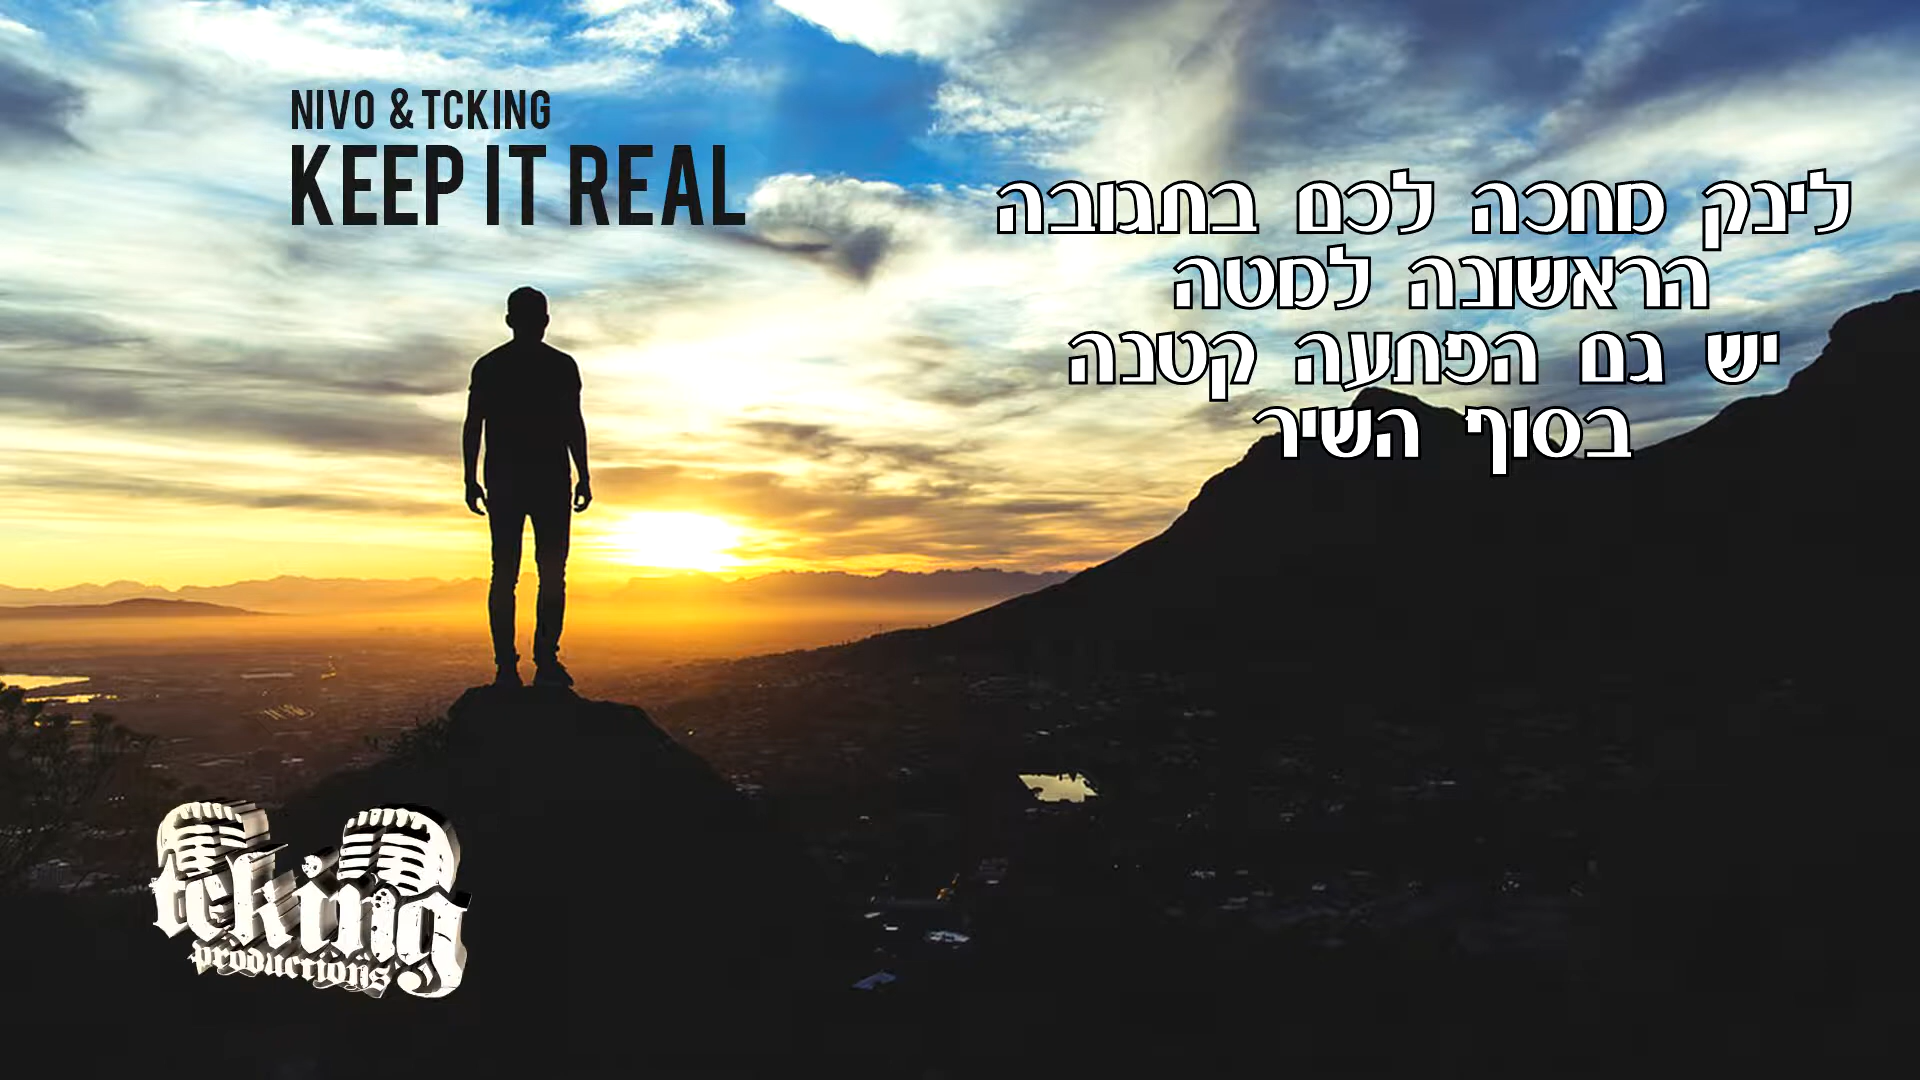 NIVO & TCKING
KEEP IT REAL
לינק מחכה לכם בתגובה
הראשונה למטה
יש גם הפתעה קטנה
בסוף השיר
tcking
productions